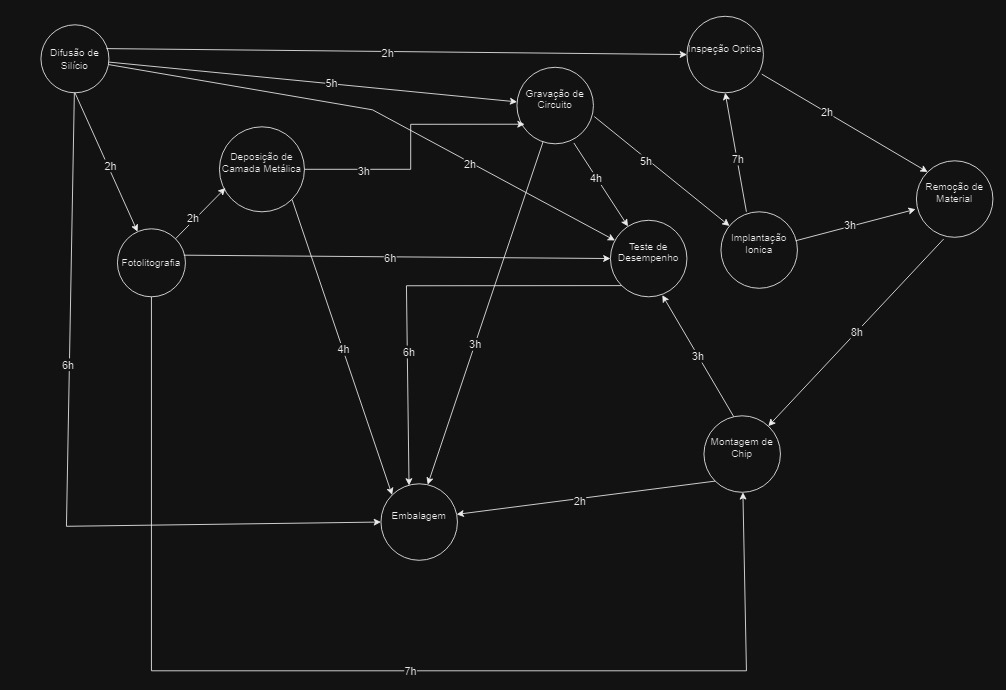 Difusão de
Silício
2h
Inspeção Optica
5h
Gravação de
Circuito
2h
2h
2h
Deposição de
Camada Metálica
3h
4h
5h
7h
Remoção de
Material
2h
3h
Implantação
Ionica
Fotolitografia
6h
Teste de
Desempenho
8h
6h
4h
6h
3h
3h
Montagem de
Chip
2h
Embalagem
7h